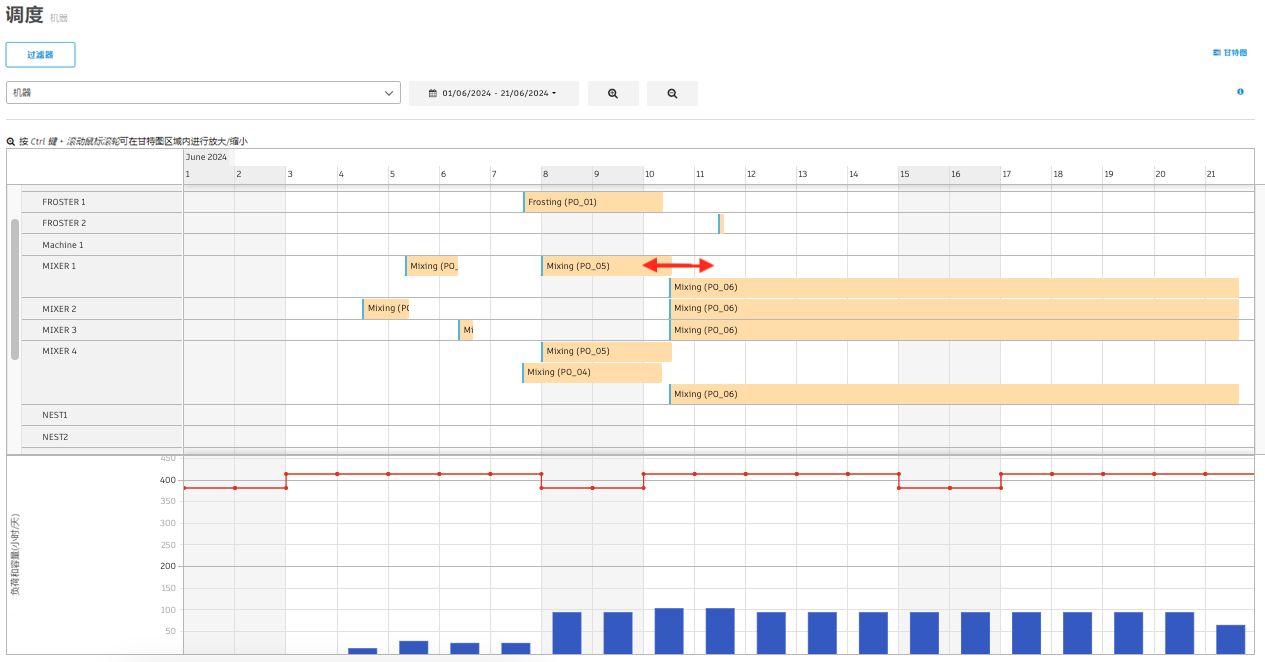 调度 机器
过滤器
甘特图
机器
01/06/2024 - 21/06/2024
按 Ctrl 键 + 滚动鼠标滚轮可在甘特图区域内进行放大/缩小
June 2024
1 2 3 4 5 6 7 8 9 10 11 12 13 14 15 16 17 18 19 20 21
FROSTER 1 Frosting (PO_01)
FROSTER 2
Machine 1
MIXER 1 Mixing (PO_ Mixing (PO_05)
Mixing (PO_06)
MIXER 2 Mixing (PO Mixing (PO_06)
MIXER 3 Mi Mixing (PO_06)
MIXER 4 Mixing (PO_05)
Mixing (PO_04)
Mixing (PO_06)
NEST1
NEST2
负荷和容量(小时/天)
450
400
350
300
250
200
150
100
50